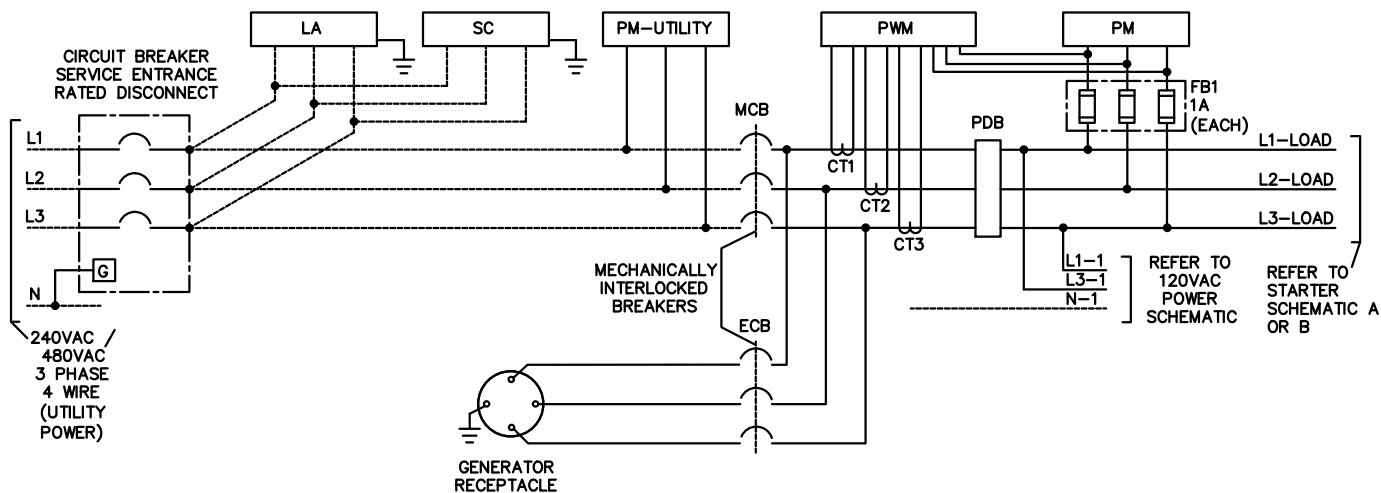 LA
SC
PM-UTILITY
PWM
PM
CIRCUIT BREAKER
SERVICE ENTRANCE
RATED DISCONNECT
FB1
1A
(EACH)
MCB
PDB
L1
CT1
L1-LOAD
L2
CT2
L2-LOAD
L3
CT3
L3-LOAD
G
N
MECHANICALLY
INTERLOCKED
BREAKERS
L1-1
L3-1
N-1
REFER TO
120VAC
POWER
SCHEMATIC
REFER TO
STARTER
SCHEMATIC A
OR B
ECB
240VAC /
480VAC
3 PHASE
4 WIRE
(UTILITY
POWER)
GENERATOR
RECEPTACLE